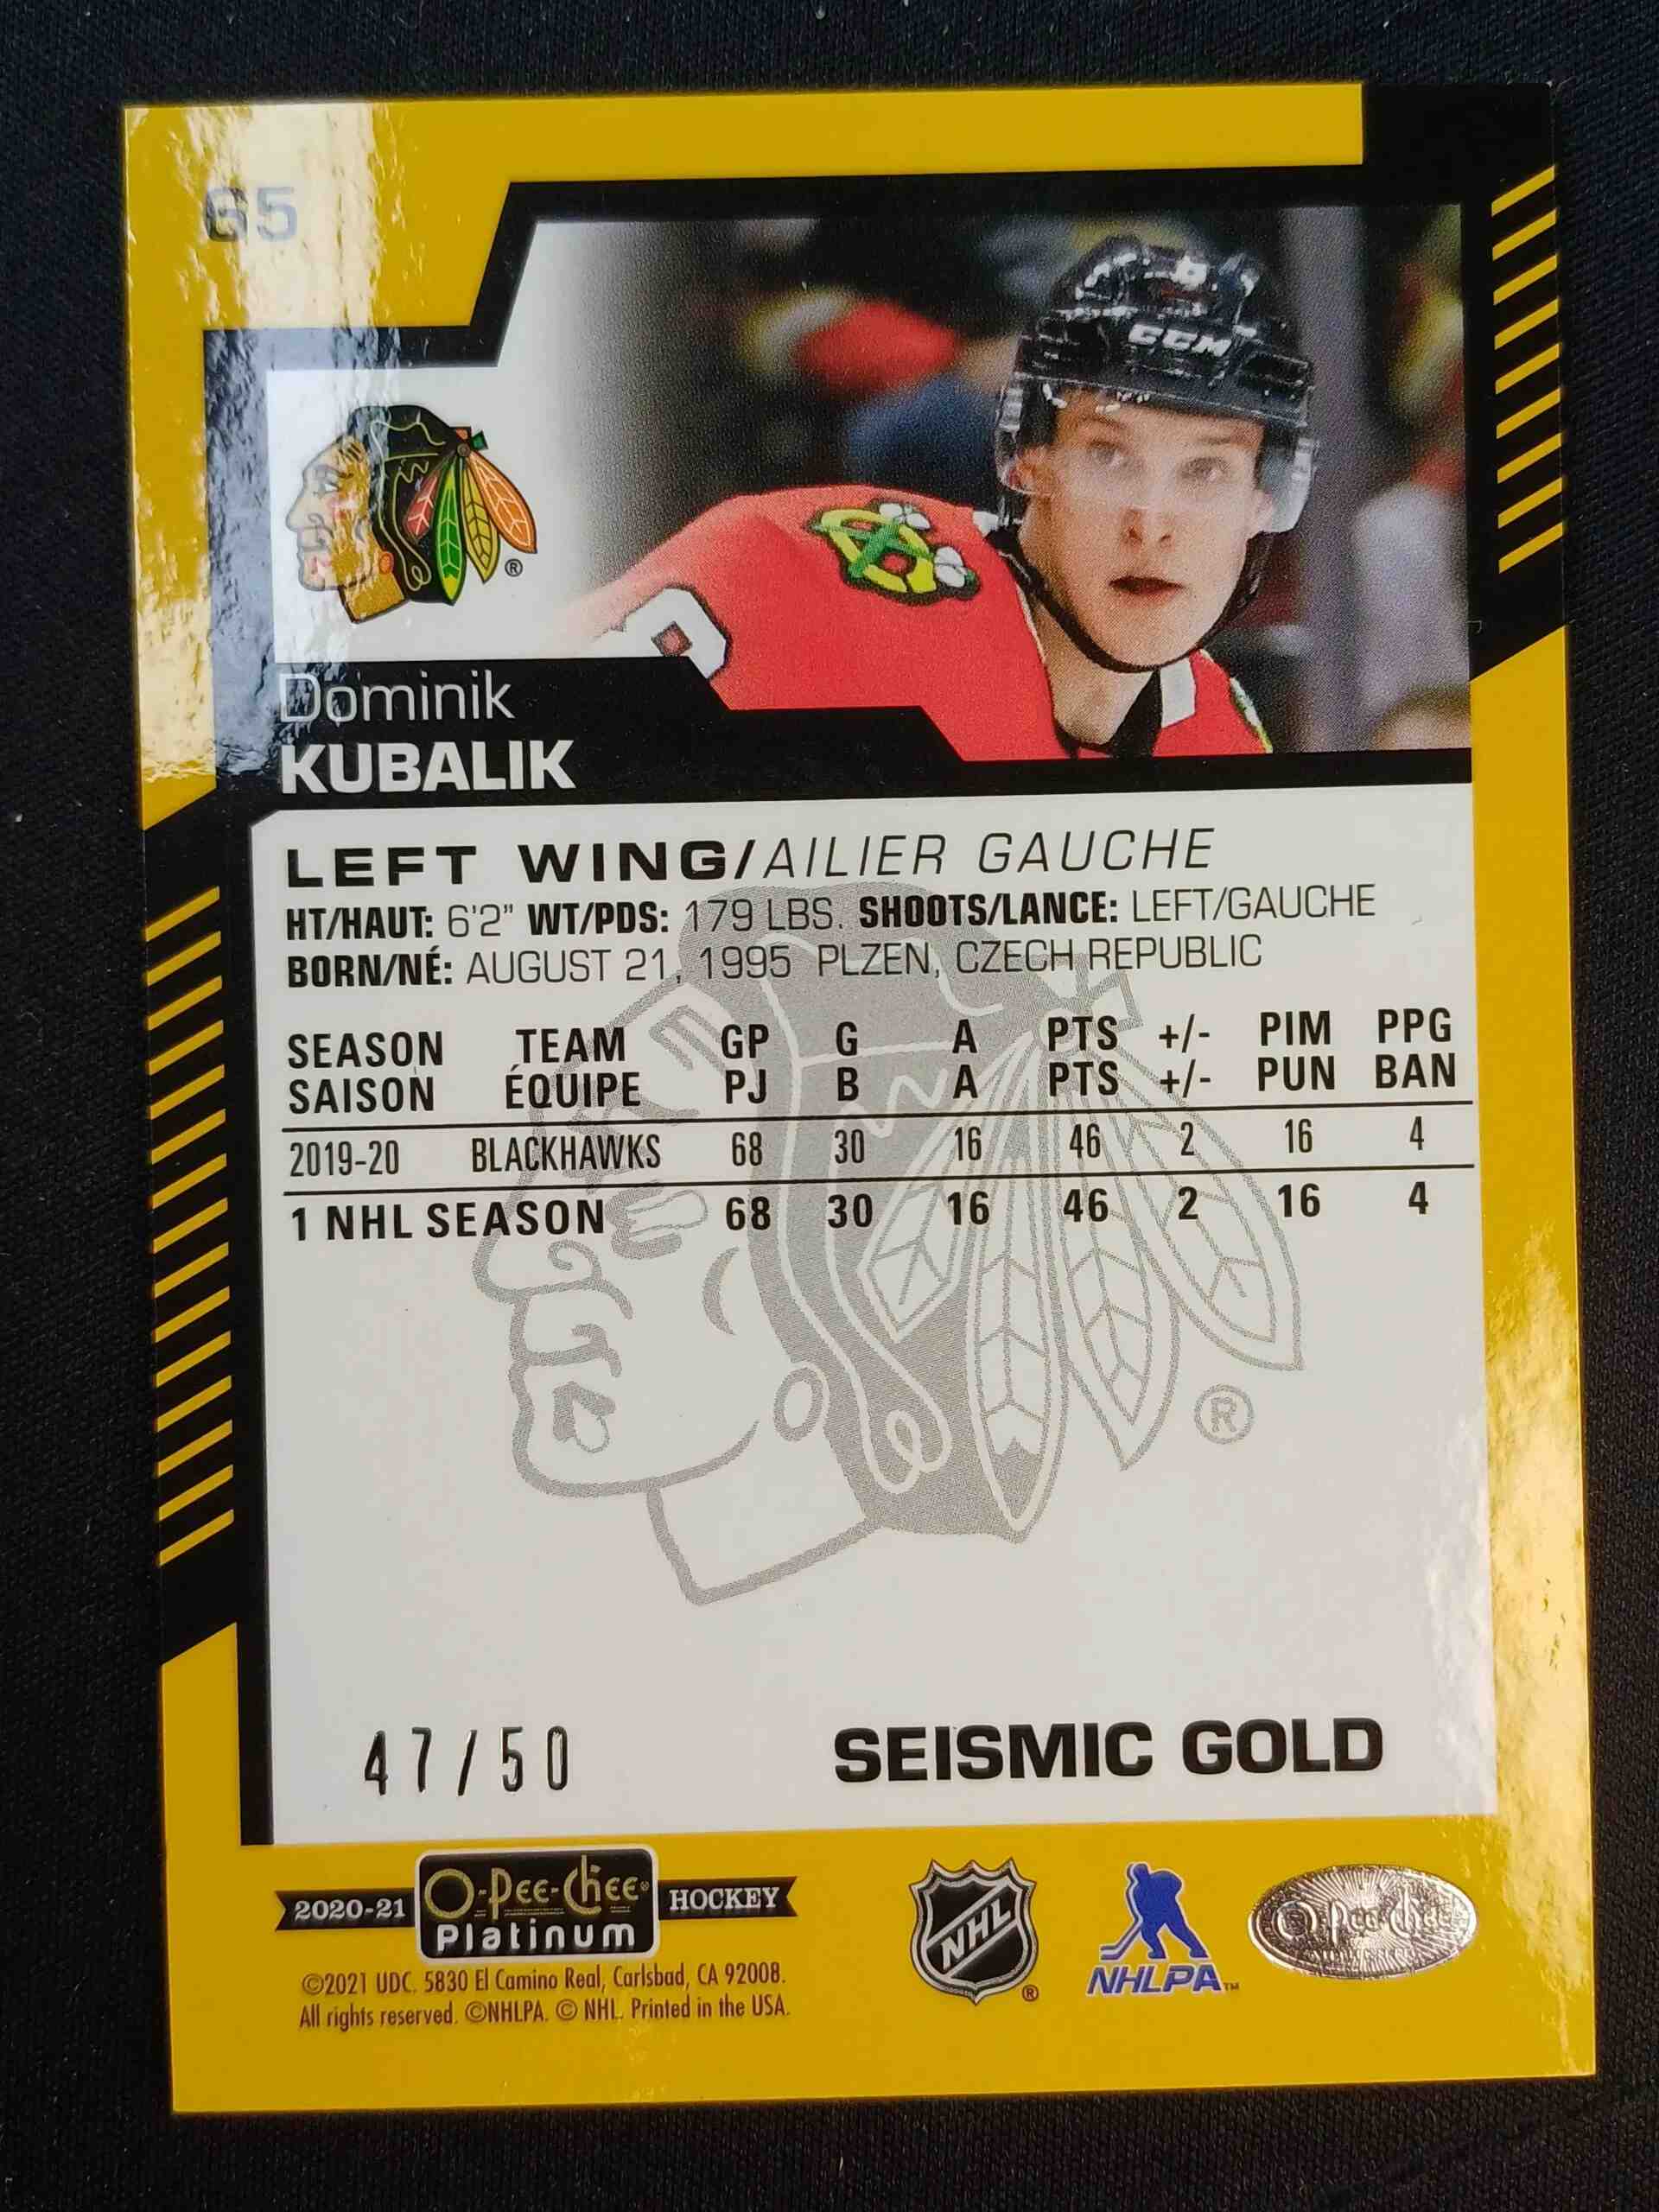 65
CCM
®
Dominik
KUBALIK
LEFT WING/AILIER GAUCHE
HT/HAUT: 6'2" WT/PDS: 179 LBS. SHOOTS/LANCE: LEFT/GAUCHE
BORN/NÉ: AUGUST 21, 1995 PLZEN, CZECH REPUBLIC
SEASON TEAM GP G A PTS +/- PIM PPG
SAISON ÉQUIPE PJ B A PTS +/- PUN BAN
2019-20 BLACKHAWKS 68 30 16 46 2 16 4
1 NHL SEASON 68 30 16 46 2 16 4
®
47/50 SEISMIC GOLD
2020-21 O-Pee-Chee Platinum HOCKEY
NHL ®
NHLPA™
O-Pee-Chee
©2021 UDC. 5830 El Camino Real, Carlsbad, CA 92008.
All rights reserved. ©NHLPA. © NHL. Printed in the USA.